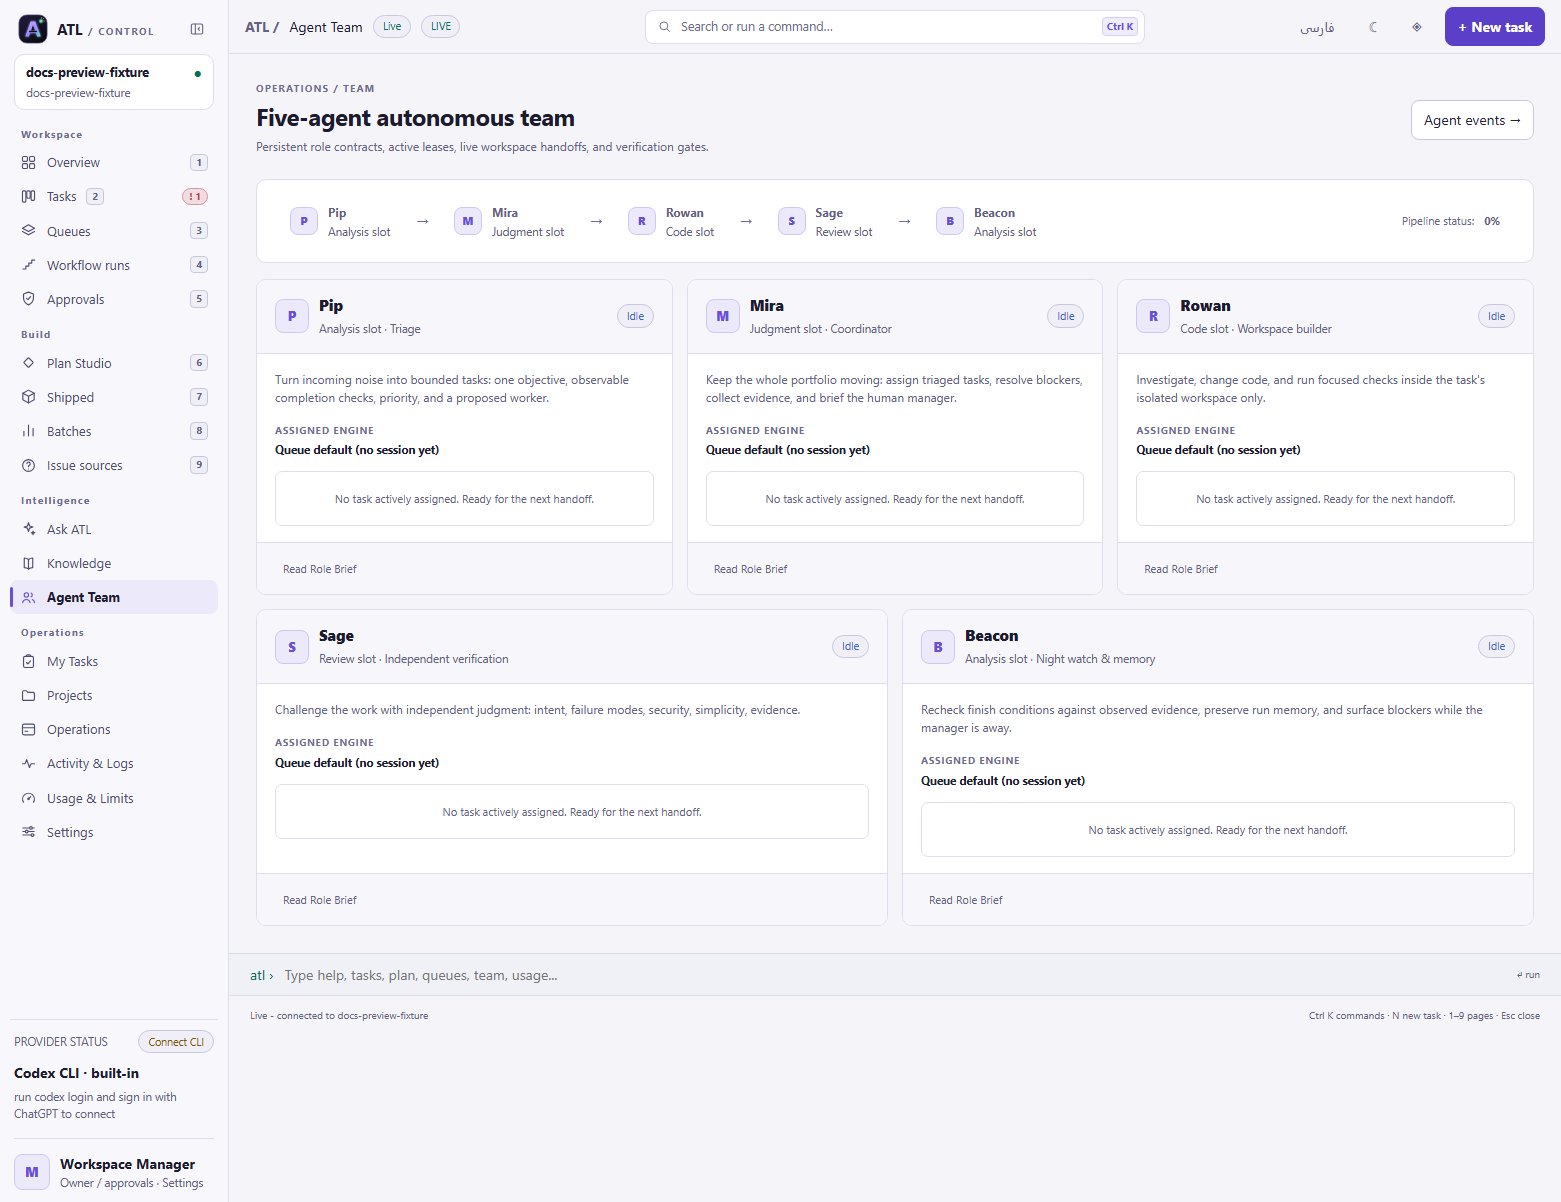 ATL / CONTROL
docs-preview-fixture
docs-preview-fixture
Workspace
Overview 1
Tasks 2 ! 1
Queues 3
Workflow runs 4
Approvals 5
Build
Plan Studio 6
Shipped 7
Batches 8
Issue sources 9
Intelligence
Ask ATL
Knowledge
Agent Team
Operations
My Tasks
Projects
Operations
Activity & Logs
Usage & Limits
Settings
PROVIDER STATUS Connect CLI
Codex CLI · built-in
run codex login and sign in with
ChatGPT to connect
M
Workspace Manager
Owner / approvals · Settings
ATL / Agent Team Live LIVE
Search or run a command... Ctrl K
فارسی
+ New task
OPERATIONS / TEAM
Five-agent autonomous team
Persistent role contracts, active leases, live workspace handoffs, and verification gates.
Agent events →
P Pip → M Mira → R Rowan → S Sage → B Beacon
Analysis slot Judgment slot Code slot Review slot Analysis slot
Pipeline status: 0%
P
Pip
Analysis slot · Triage
Idle
Turn incoming noise into bounded tasks: one objective, observable
completion checks, priority, and a proposed worker.
ASSIGNED ENGINE
Queue default (no session yet)
No task actively assigned. Ready for the next handoff.
Read Role Brief
M
Mira
Judgment slot · Coordinator
Idle
Keep the whole portfolio moving: assign triaged tasks, resolve blockers,
collect evidence, and brief the human manager.
ASSIGNED ENGINE
Queue default (no session yet)
No task actively assigned. Ready for the next handoff.
Read Role Brief
R
Rowan
Code slot · Workspace builder
Idle
Investigate, change code, and run focused checks inside the task's
isolated workspace only.
ASSIGNED ENGINE
Queue default (no session yet)
No task actively assigned. Ready for the next handoff.
Read Role Brief
S
Sage
Review slot · Independent verification
Idle
Challenge the work with independent judgment: intent, failure modes, security, simplicity, evidence.
ASSIGNED ENGINE
Queue default (no session yet)
No task actively assigned. Ready for the next handoff.
Read Role Brief
B
Beacon
Analysis slot · Night watch & memory
Idle
Recheck finish conditions against observed evidence, preserve run memory, and surface blockers while the
manager is away.
ASSIGNED ENGINE
Queue default (no session yet)
No task actively assigned. Ready for the next handoff.
Read Role Brief
atl › Type help, tasks, plan, queues, team, usage...
↲ run
Live - connected to docs-preview-fixture
Ctrl K commands · N new task · 1–9 pages · Esc close